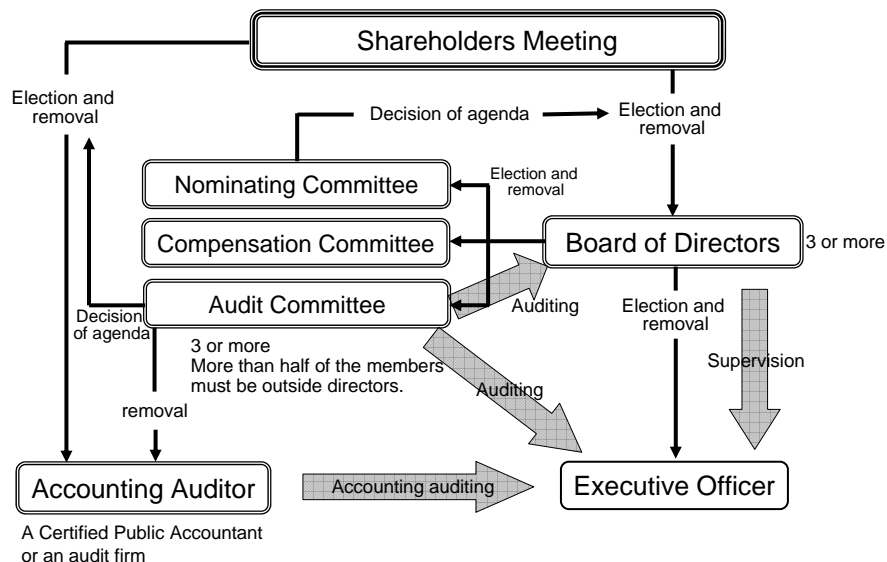 Shareholders Meeting
Election and
removal
Decision of agenda
Election and
removal
Nominating Committee
Election and
removal
Compensation Committee
Board of Directors
3 or more
Audit Committee
Decision
of agenda
Auditing
Election and
removal
3 or more
More than half of the members
must be outside directors.
Auditing
Supervision
removal
Accounting Auditor
Accounting auditing
Executive Officer
A Certified Public Accountant
or an audit firm